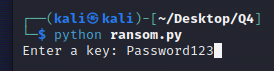 ┌──(kali㉿kali)-[~/Desktop/Q4]
└─$ python ransom.py
Enter a key: Password123